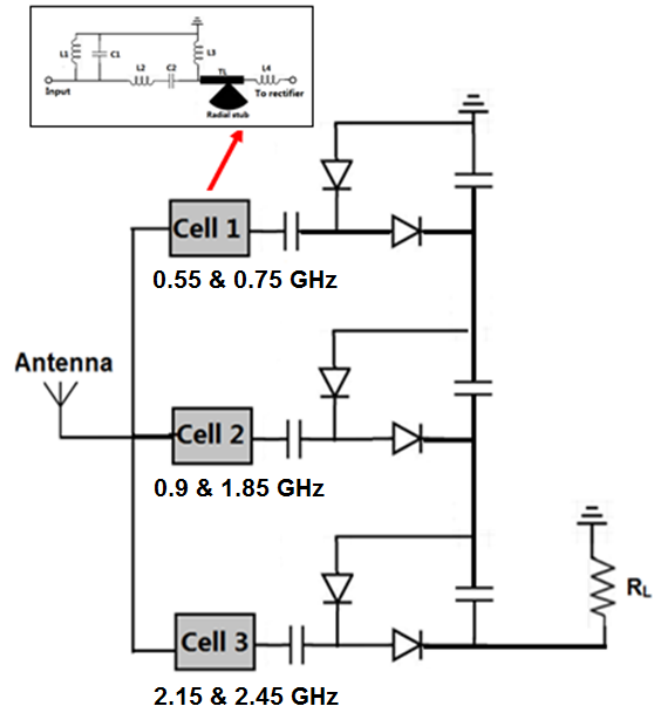 L1
C1
L2
C2
L3
TL
L4
Input
To rectifier
Radial stub
Cell 1
0.55 & 0.75 GHz
Antenna
Cell 2
0.9 & 1.85 GHz
RL
Cell 3
2.15 & 2.45 GHz